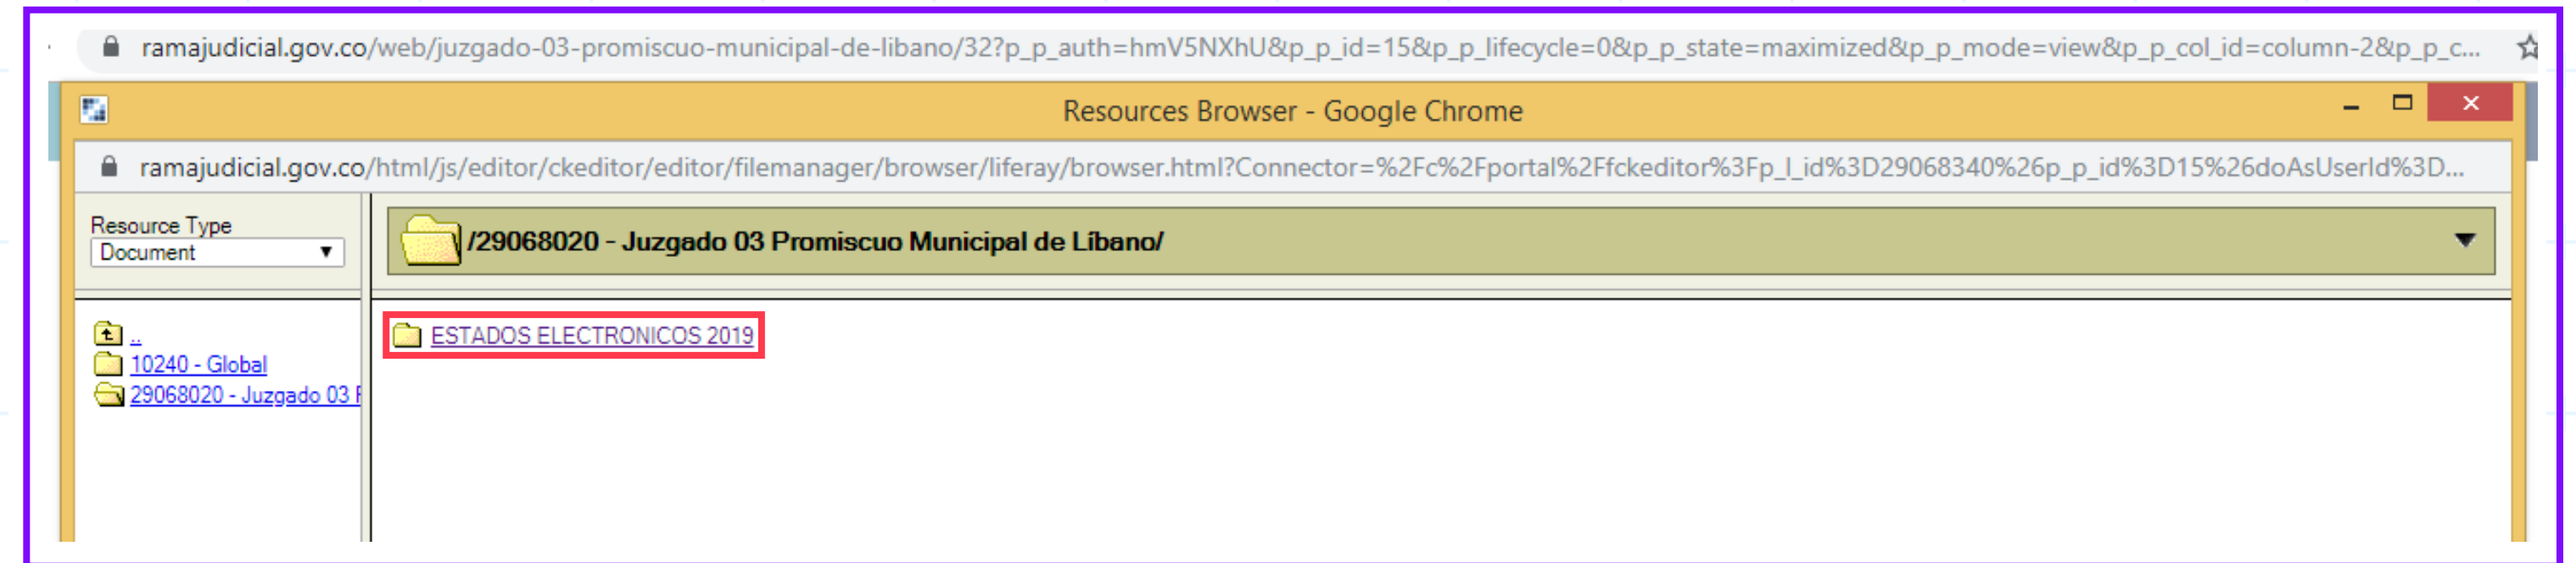 ramajudicial.gov.co/web/juzgado-03-promiscuo-municipal-de-libano/32?p_p_auth=hmV5NXhU&p_p_id=15&p_p_lifecycle=0&p_p_state=maximized&p_p_mode=view&p_p_col_id=column-2&p_p_c...
Resources Browser - Google Chrome
ramajudicial.gov.co/html/js/editor/ckeditor/editor/filemanager/browser/liferay/browser.html?Connector=%2Fc%2Fportal%2Ffckeditor%3Fp_l_id%3D29068340%26p_p_id%3D15%26doAsUserId%3D...
Resource Type
Document
/29068020 - Juzgado 03 Promiscuo Municipal de Líbano/
..
10240 - Global
29068020 - Juzgado 03
ESTADOS ELECTRONICOS 2019